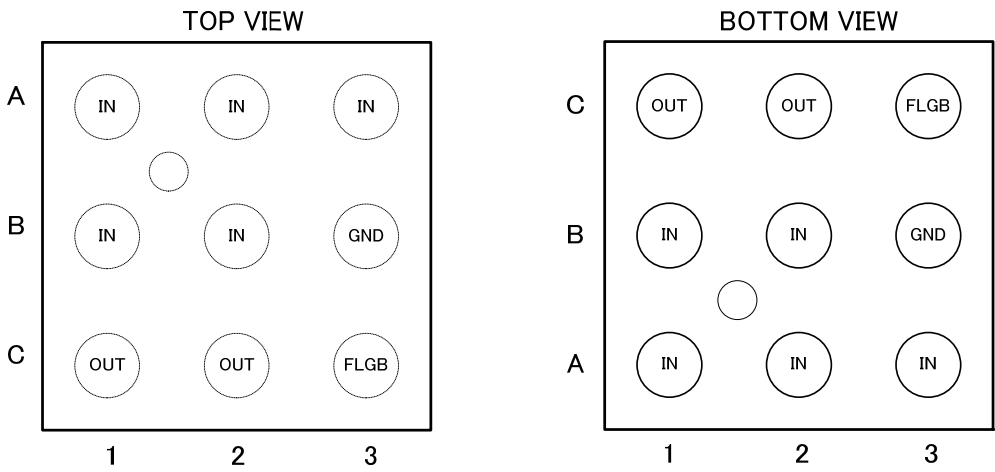 TOP VIEW
A IN IN IN
B IN IN GND
C OUT OUT FLGB
1 2 3
BOTTOM VIEW
C OUT OUT FLGB
B IN IN GND
A IN IN IN
1 2 3